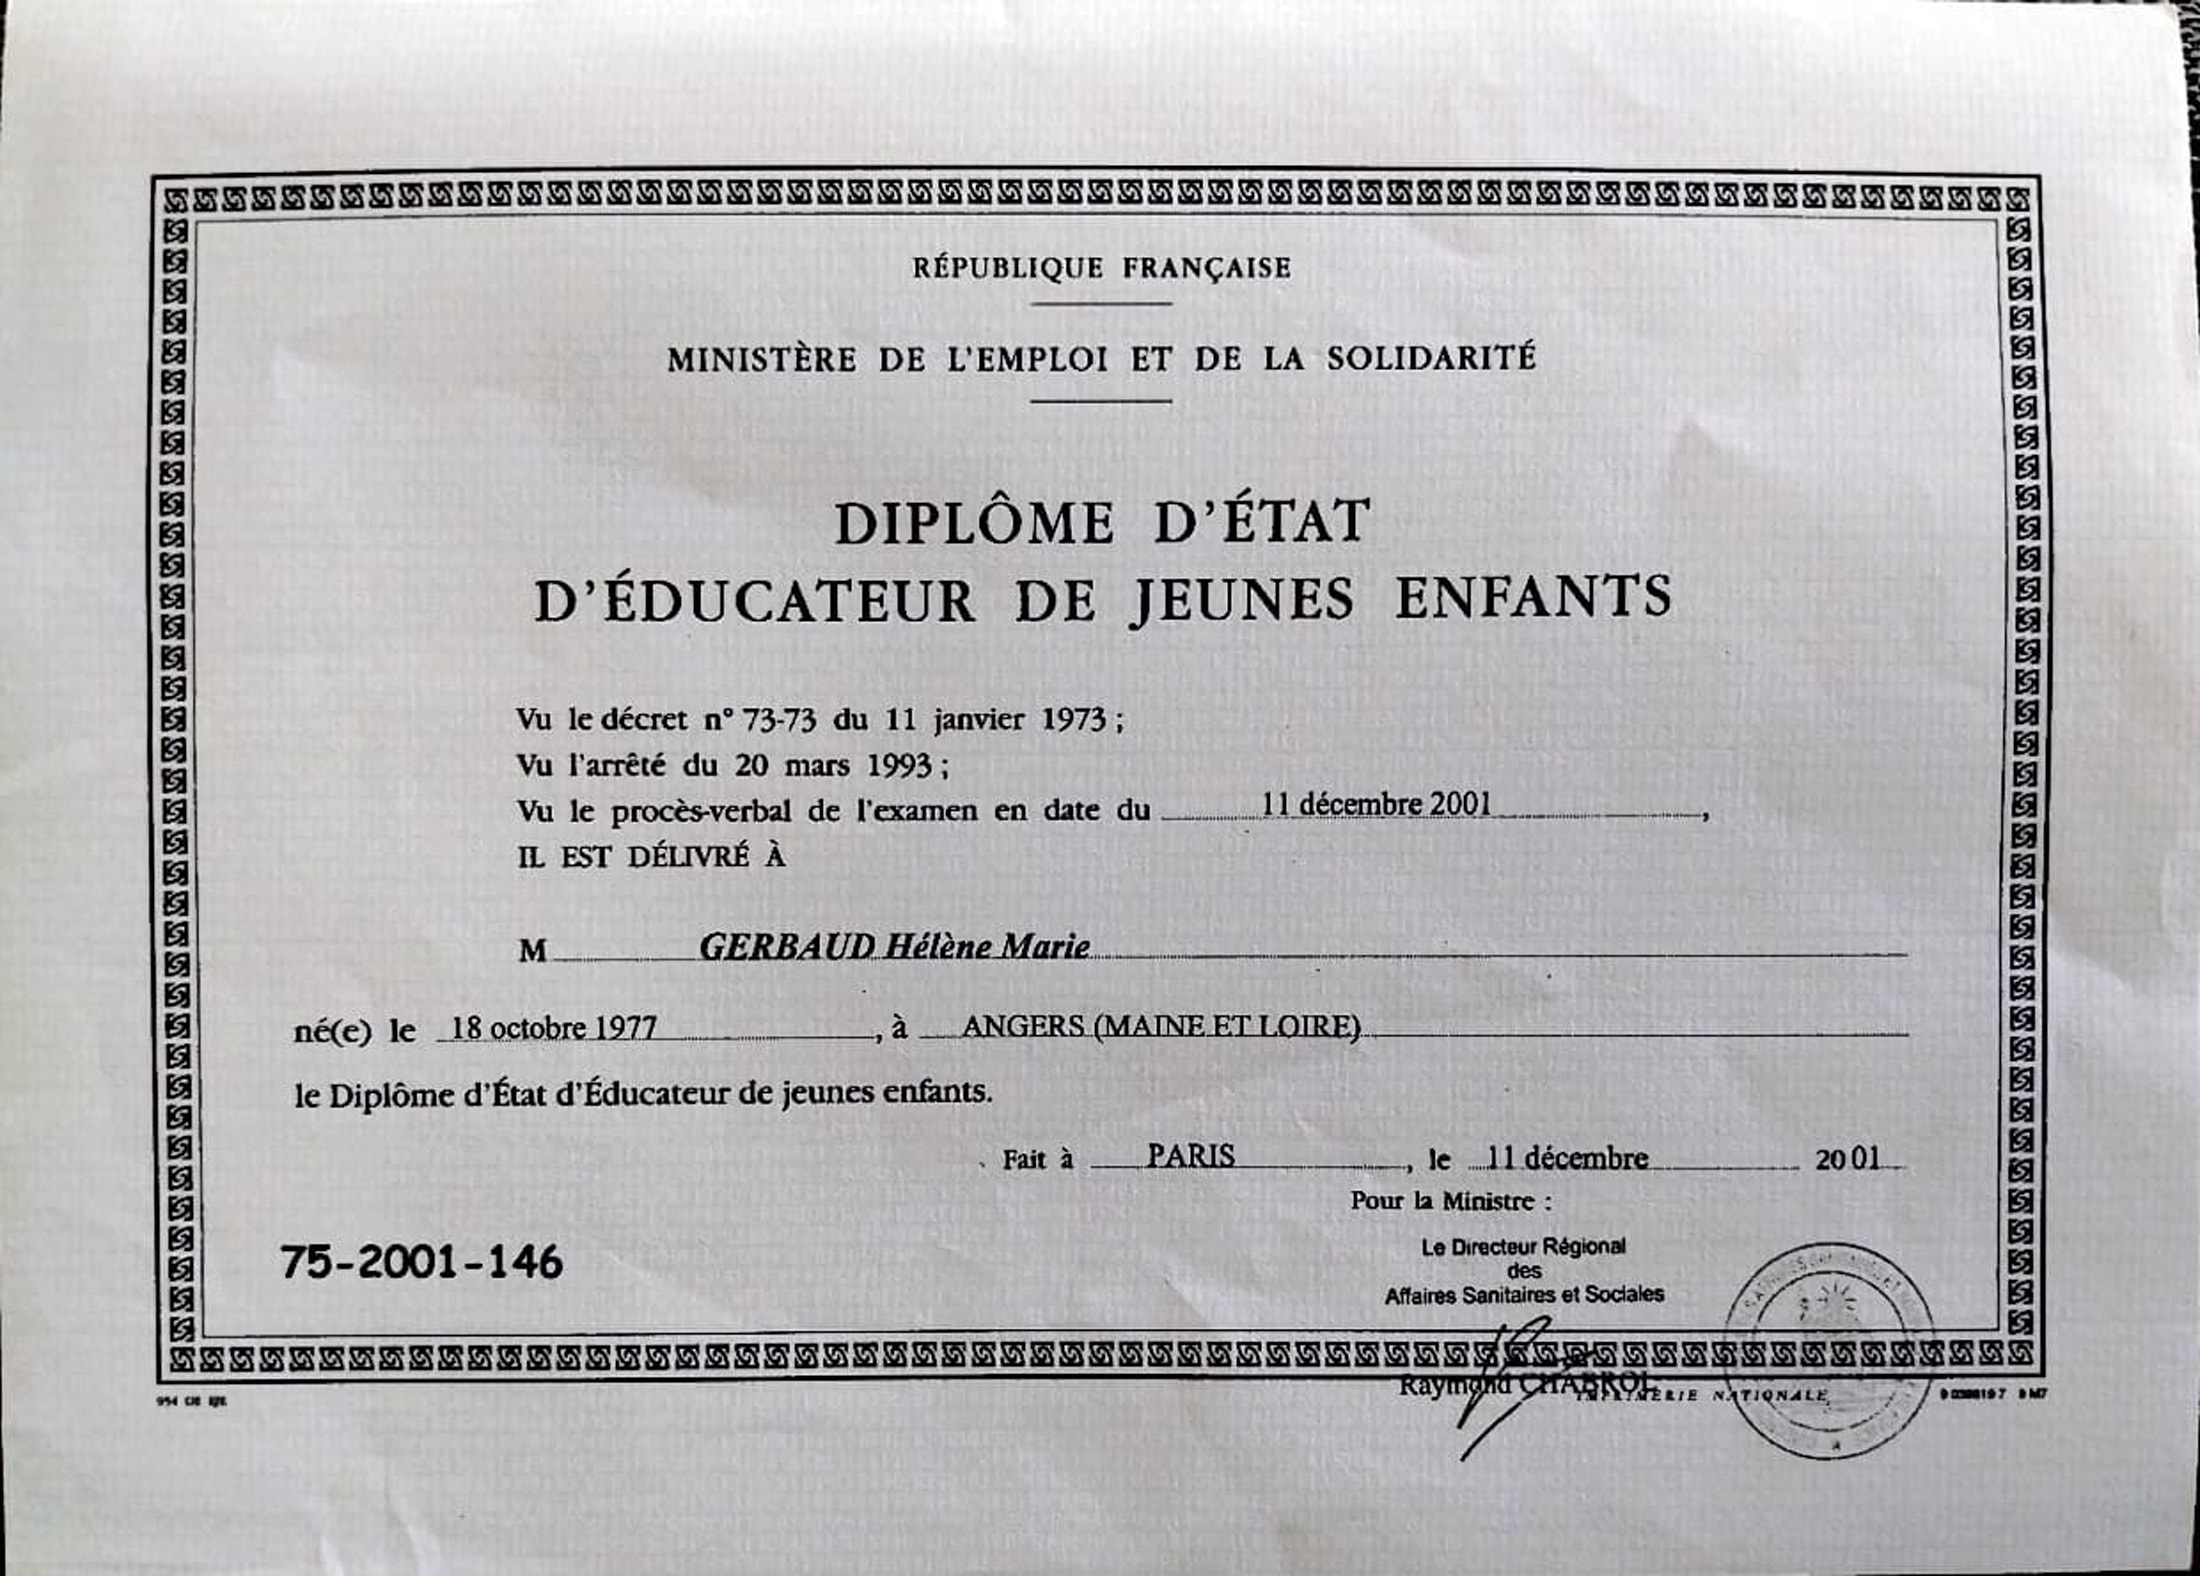 RÉPUBLIQUE FRANÇAISE
MINISTÈRE DE L'EMPLOI ET DE LA SOLIDARITÉ
DIPLÔME D'ÉTAT
D'ÉDUCATEUR DE JEUNES ENFANTS
Vu le décret n° 73-73 du 11 janvier 1973 ;
Vu l'arrêté du 20 mars 1993 ;
Vu le procès-verbal de l'examen en date du 11 décembre 2001,
IL EST DÉLIVRÉ À
M GERBAUD Hélène Marie
né(e) le 18 octobre 1977, à ANGERS (MAINE ET LOIRE)
le Diplôme d'État d'Éducateur de jeunes enfants.
Fait à PARIS, le 11 décembre 2001
Pour la Ministre :
Le Directeur Régional
des
Affaires Sanitaires et Sociales
75-2001-146
Raymond CHABROL
IMPRIMERIE NATIONALE